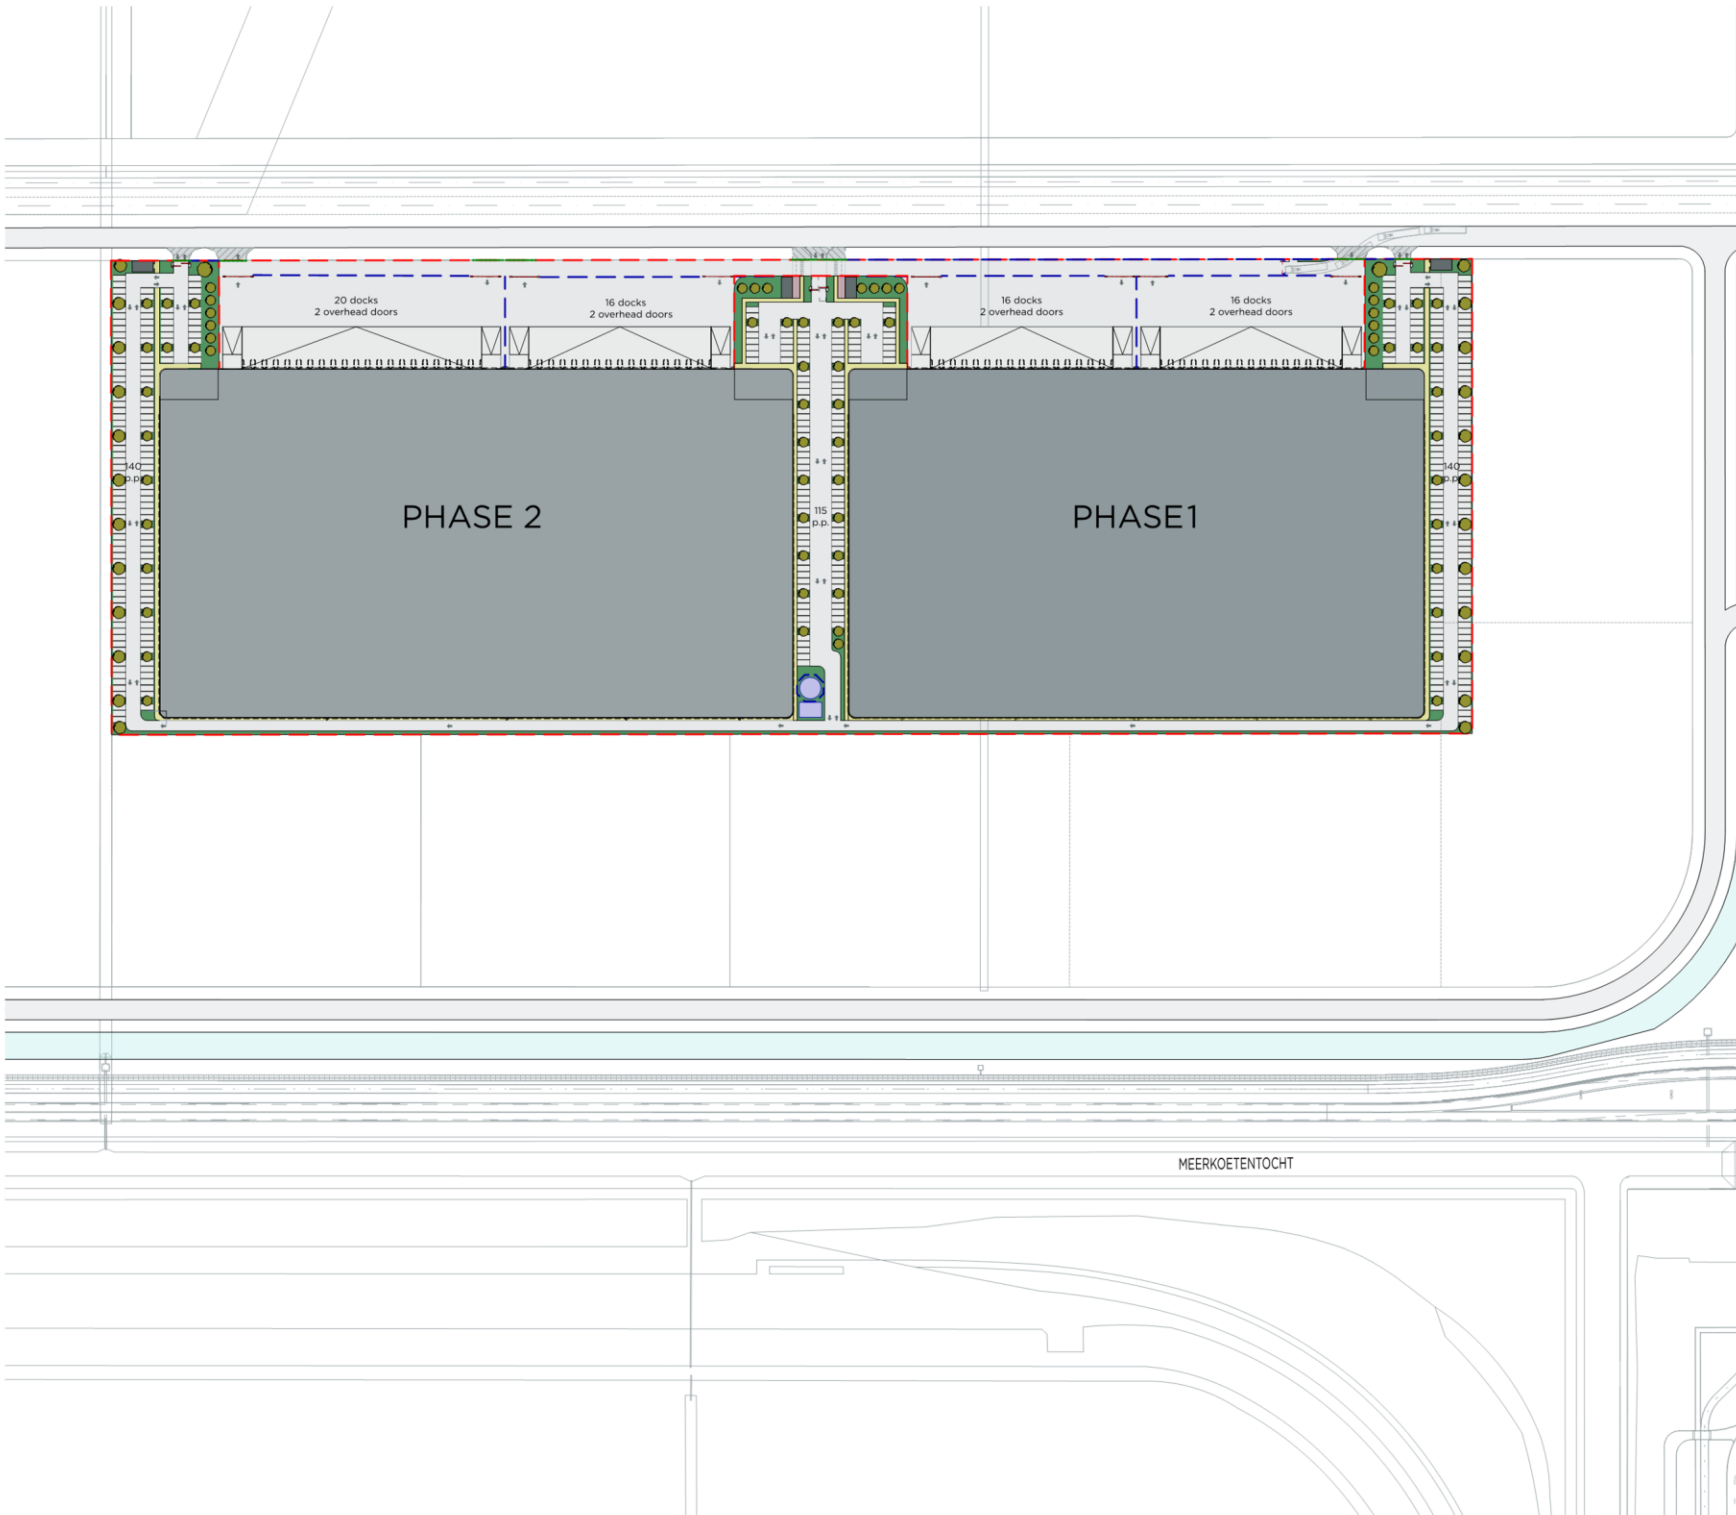 20 docks
2 overhead doors
16 docks
2 overhead doors
16 docks
2 overhead doors
16 docks
2 overhead doors
140
p.p.
PHASE 2
115
p.p.
PHASE1
140
p.p.
MEERKOETENTOCHT